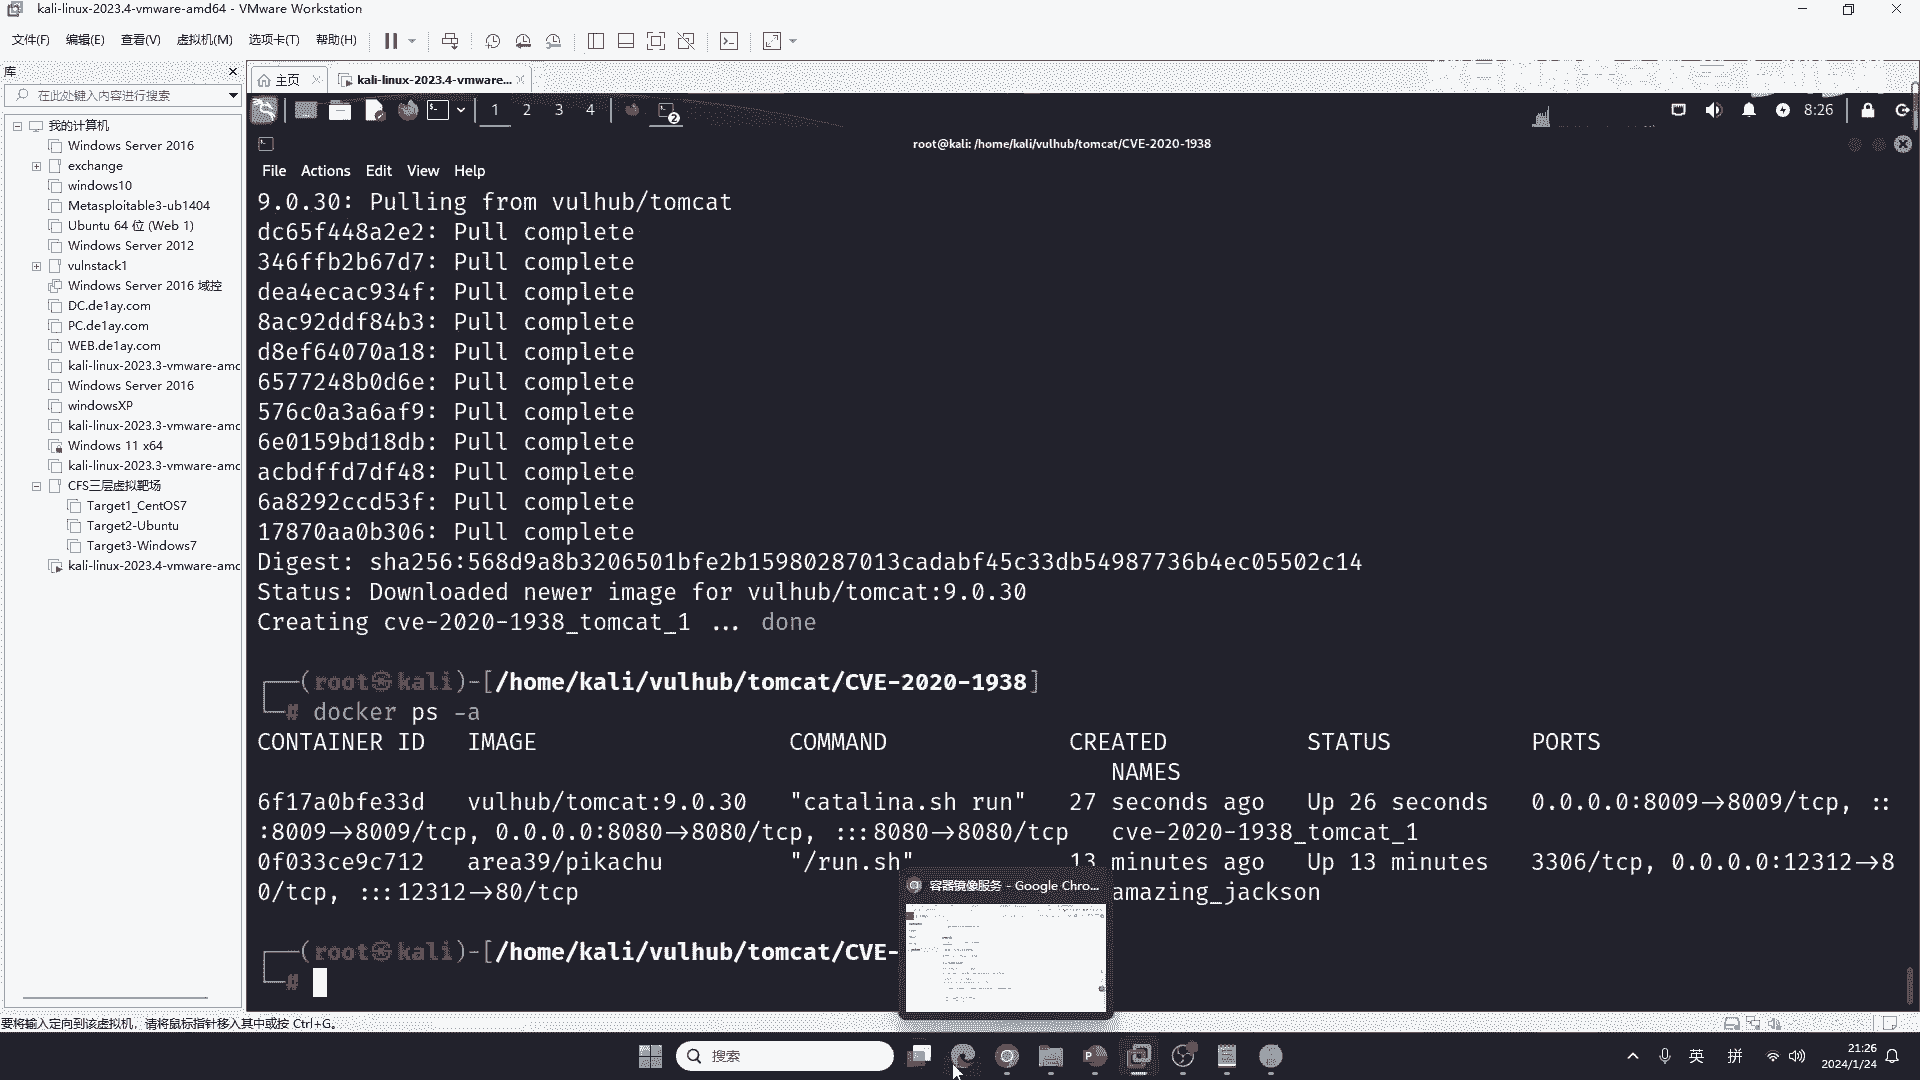 kali-linux-2023.4-vmware-amd64 - VMware Workstation
文件(F) 编辑(E) 查看(V) 虚拟机(M) 选项卡(T) 帮助(H)
库
在此处键入内容进行搜索
我的计算机
Windows Server 2016
exchange
windows10
Metasploitable3-ub1404
Ubuntu 64 位 (Web 1)
Windows Server 2012
vulnstack1
Windows Server 2016 域控
DC.de1ay.com
PC.de1ay.com
WEB.de1ay.com
kali-linux-2023.3-vmware-amd
Windows Server 2016
windowsXP
kali-linux-2023.3-vmware-amd
Windows 11 x64
kali-linux-2023.3-vmware-amd
CFS三层虚拟靶场
Target1_CentOS7
Target2-Ubuntu
Target3-Windows7
kali-linux-2023.4-vmware-amd
主页 kali-linux-2023.4-vmware...
1 2 3 4 2 8:26
root@kali: /home/kali/vulhub/tomcat/CVE-2020-1938
File Actions Edit View Help
9.0.30: Pulling from vulhub/tomcat
dc65f448a2e2: Pull complete
346ffb2b67d7: Pull complete
dea4ecac934f: Pull complete
8ac92ddf84b3: Pull complete
d8ef64070a18: Pull complete
6577248b0d6e: Pull complete
576c0a3a6af9: Pull complete
6e0159bd18db: Pull complete
acbdffd7df48: Pull complete
6a8292ccd53f: Pull complete
17870aa0b306: Pull complete
Digest: sha256:568d9a8b3206501bfe2b15980287013cadabf45c33db54987736b4ec05502c14
Status: Downloaded newer image for vulhub/tomcat:9.0.30
Creating cve-2020-1938_tomcat_1 ... done
(root㉿kali)-[/home/kali/vulhub/tomcat/CVE-2020-1938]
# docker ps -a
CONTAINER ID IMAGE COMMAND CREATED STATUS PORTS
NAMES
6f17a0bfe33d vulhub/tomcat:9.0.30 "catalina.sh run" 27 seconds ago Up 26 seconds 0.0.0.0:8009->8009/tcp, ::
:8009->8009/tcp, 0.0.0.0:8080->8080/tcp, :::8080->8080/tcp cve-2020-1938_tomcat_1
0f033ce9c712 area39/pikachu "/run.sh" 13 minutes ago Up 13 minutes 3306/tcp, 0.0.0.0:12312->8
0/tcp, :::12312->80/tcp amazing_jackson
(root㉿kali)-[/home/kali/vulhub/tomcat/CVE-
#
容器镜像服务 - Google Chro...
要将输入定向到该虚拟机，请将鼠标指针移入其中或按 Ctrl+G。
搜索
英 拼
21:26
2024/1/24